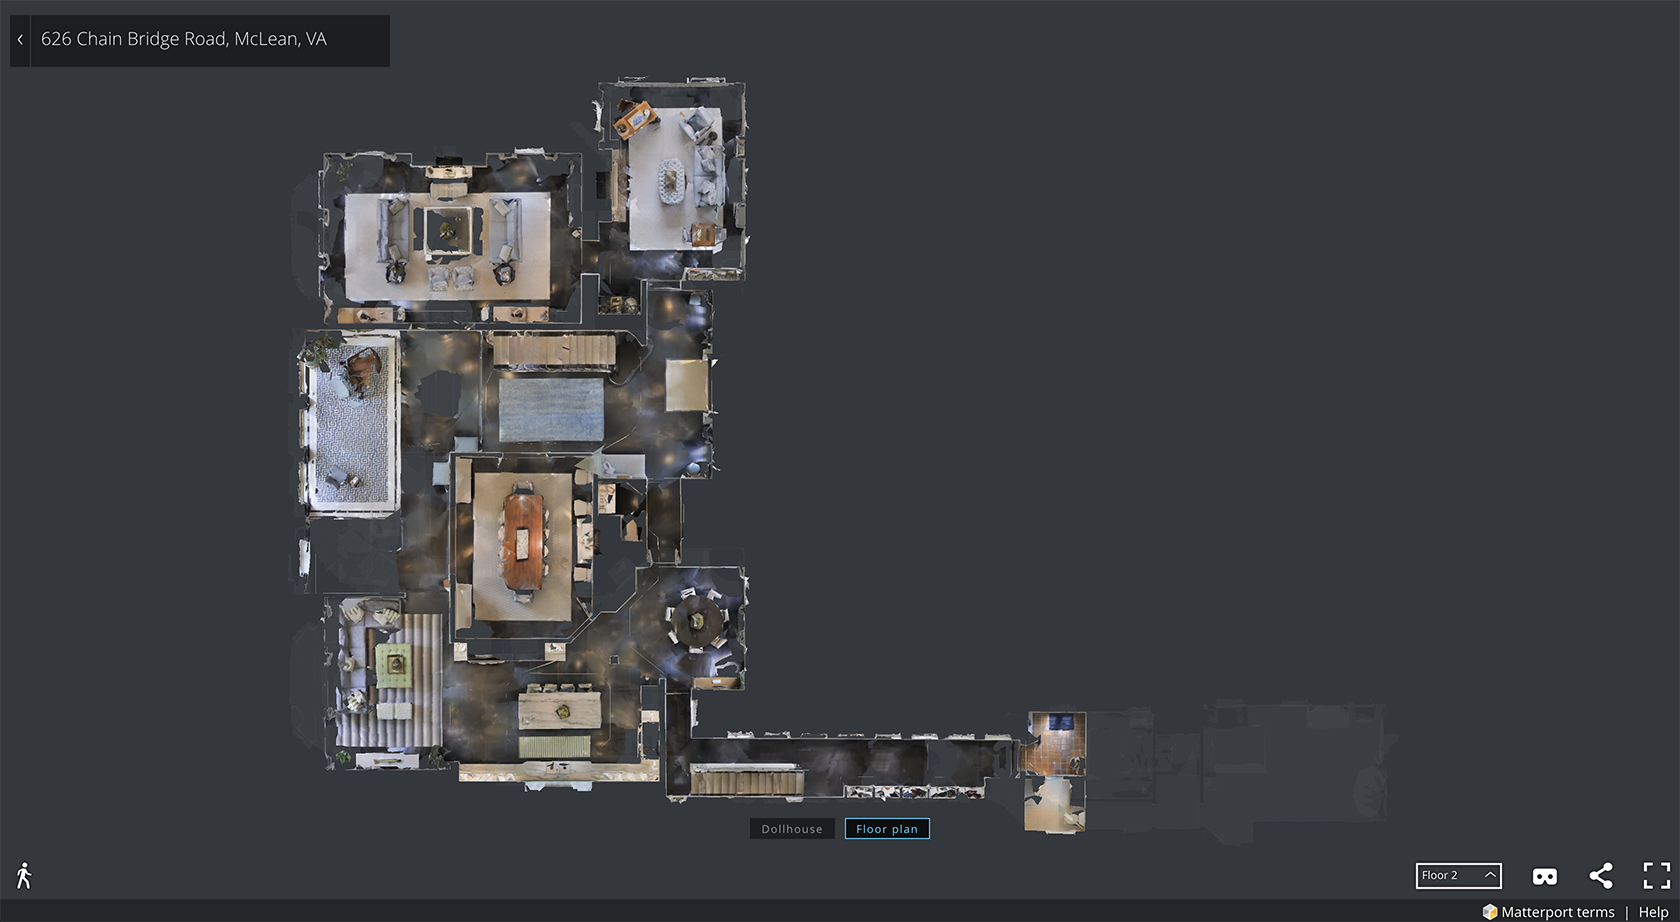 626 Chain Bridge Road, McLean, VA
Dollhouse
Floor plan
Floor 2
Matterport terms | Help